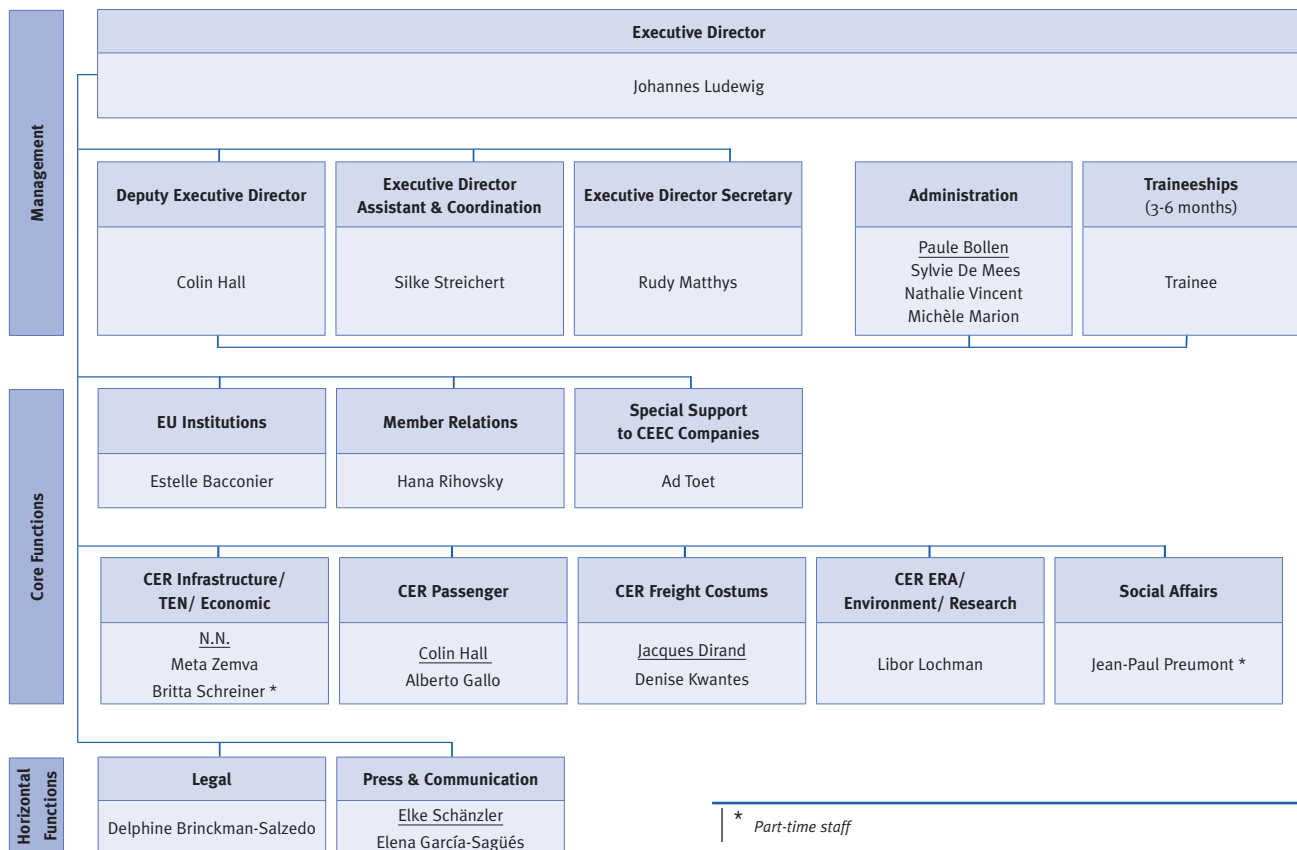 Management
Executive Director
Johannes Ludewig
Deputy Executive Director
Colin Hall
Executive Director
Assistant & Coordination
Silke Streichert
Executive Director Secretary
Rudy Matthys
Administration
Paule Bollen
Sylvie De Mees
Nathalie Vincent
Michèle Marion
Traineeships
(3-6 months)
Trainee
Core Functions
EU Institutions
Estelle Bacconier
Member Relations
Hana Rihovsky
Special Support
to CEEC Companies
Ad Toet
CER Infrastructure/
TEN/ Economic
N.N.
Meta Zemva
Britta Schreiner *
CER Passenger
Colin Hall
Alberto Gallo
CER Freight Costums
Jacques Dirand
Denise Kwantes
CER ERA/
Environment/ Research
Libor Lochman
Social Affairs
Jean-Paul Preumont *
Horizontal
Functions
Legal
Delphine Brinckman-Salzedo
Press & Communication
Elke Schänzler
Elena García-Sagüés
* Part-time staff